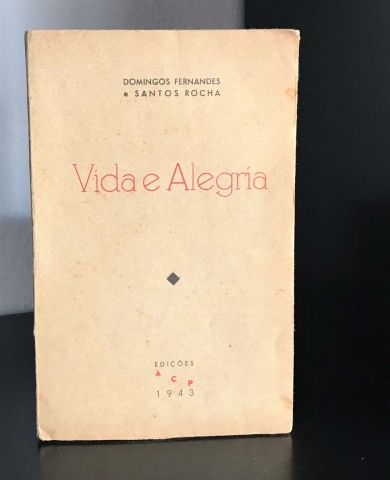 DOMINGOS FERNANDES
e SANTOS ROCHA
Vida e Alegria
EDIÇÕES
A C P
1943